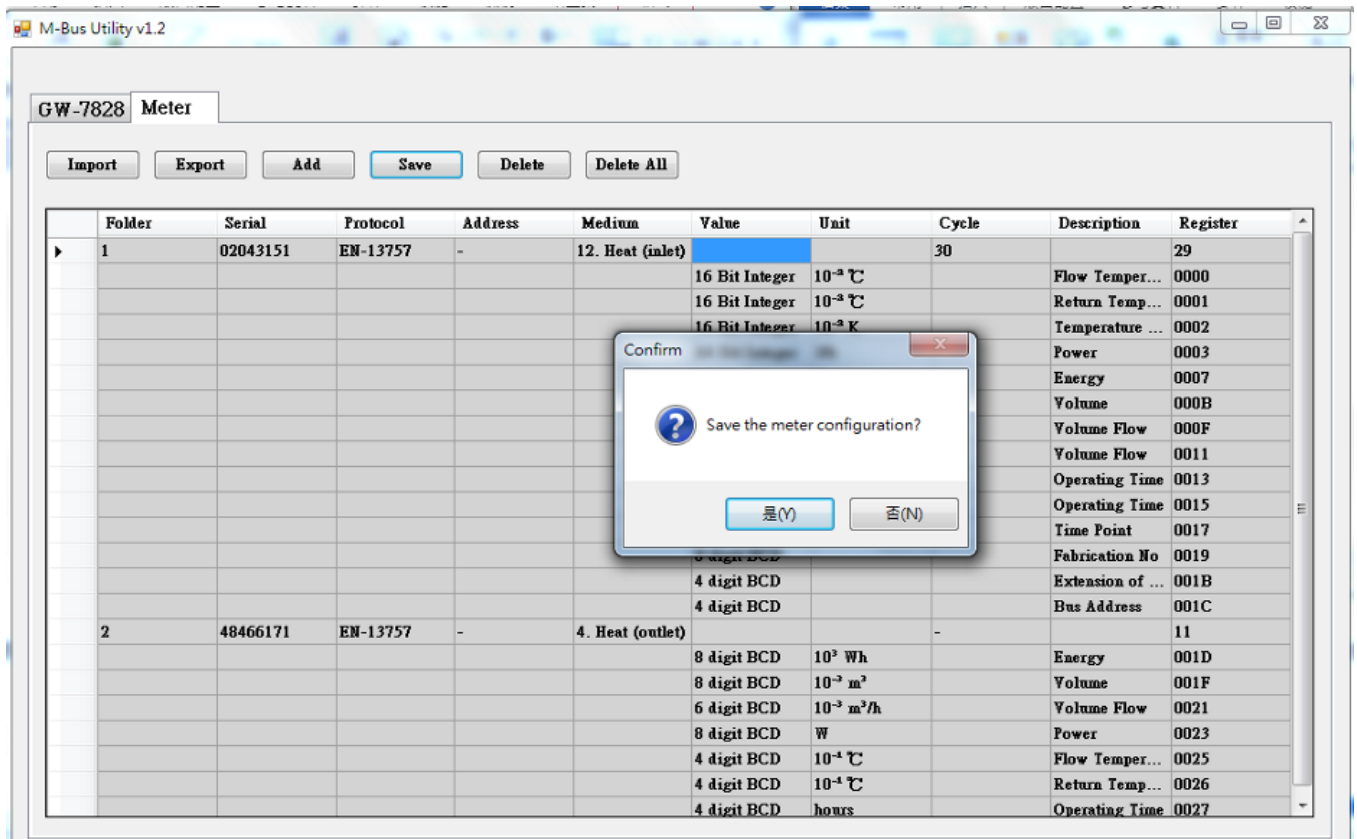 M-Bus Utility v1.2
GW-7828 Meter
Import Export Add Save Delete Delete All
Folder Serial Protocol Address Medium Value Unit Cycle Description Register
1 02043151 EN-13757 - 12. Heat (inlet) 30 29
16 Bit Integer 10⁻² ℃ Flow Temper... 0000
16 Bit Integer 10⁻² ℃ Return Temp... 0001
16 Bit Integer 10⁻² K Temperature ... 0002
Power 0003
Energy 0007
Volume 000B
Volume Flow 000F
Volume Flow 0011
Operating Time 0013
Operating Time 0015
Time Point 0017
Fabrication No 0019
4 digit BCD Extension of ... 001B
4 digit BCD Bus Address 001C
2 48466171 EN-13757 - 4. Heat (outlet) - 11
8 digit BCD 10³ Wh Energy 001D
8 digit BCD 10⁻² m³ Volume 001F
6 digit BCD 10⁻³ m³/h Volume Flow 0021
8 digit BCD W Power 0023
4 digit BCD 10⁻¹ ℃ Flow Temper... 0025
4 digit BCD 10⁻¹ ℃ Return Temp... 0026
4 digit BCD hours Operating Time 0027
Confirm
Save the meter configuration?
是(Y) 否(N)